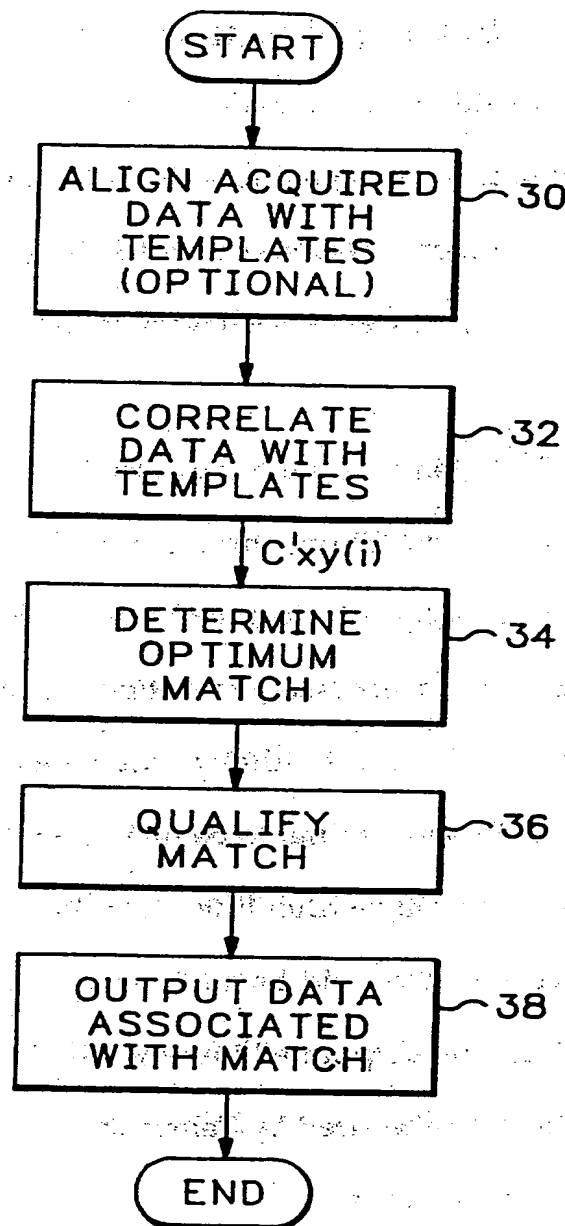 START
ALIGN ACQUIRED
DATA WITH
TEMPLATES
(OPTIONAL)
30
CORRELATE
DATA WITH
TEMPLATES
32
C'xy(i)
DETERMINE
OPTIMUM
MATCH
34
QUALIFY
MATCH
36
OUTPUT DATA
ASSOCIATED
WITH MATCH
38
END